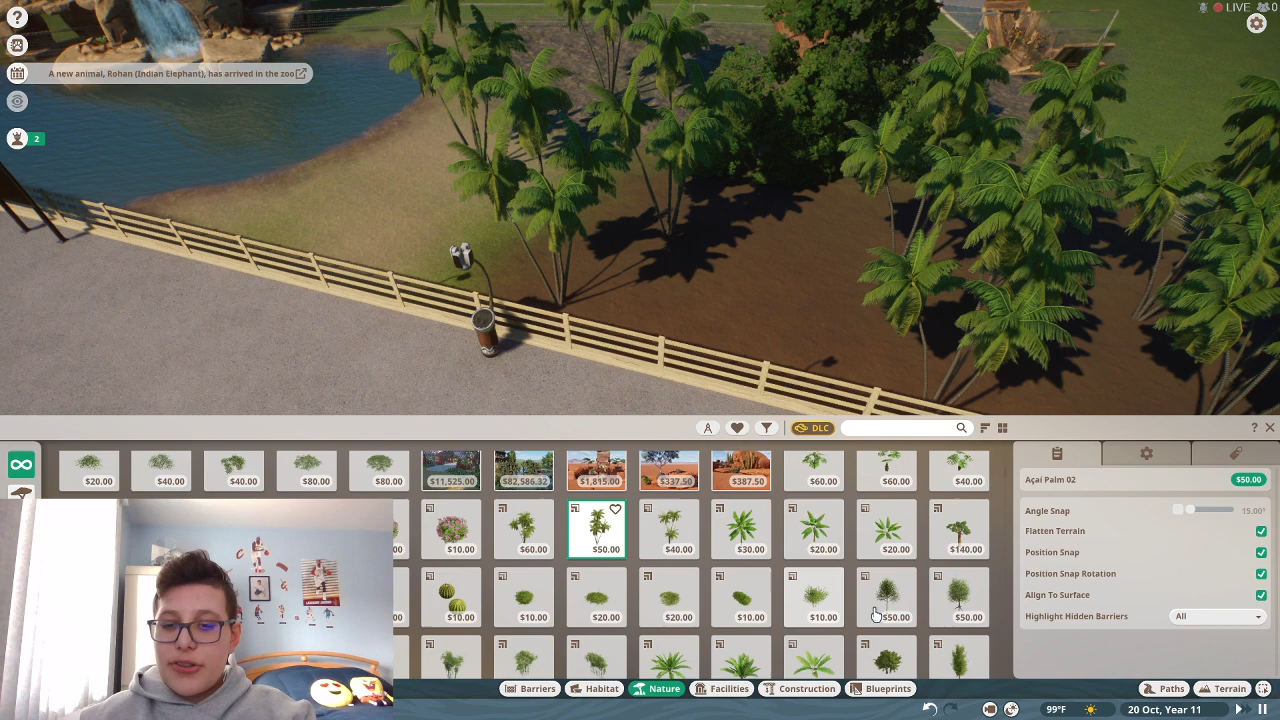 LIVE 0
A new animal, Rohan (Indian Elephant), has arrived in the zoo
2
DLC
$20.00 $40.00 $40.00 $80.00 $80.00 $11,525.00 $82,586.32 $1,815.00 $337.50 $387.50 $60.00 $60.00 $40.00
Açaí Palm 02 $50.00
Angle Snap 15.00°
Flatten Terrain
Position Snap
Position Snap Rotation
Align To Surface
Highlight Hidden Barriers All
$10.00 $60.00 $50.00 $40.00 $30.00 $20.00 $20.00 $140.00
$10.00 $10.00 $20.00 $20.00 $10.00 $10.00 $50.00 $50.00
Barriers Habitat Nature Facilities Construction Blueprints Paths Terrain
99°F 20 Oct, Year 11